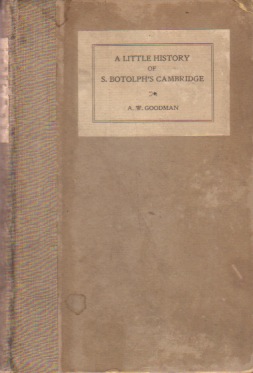 A LITTLE HISTORY
OF
S. BOTOLPH'S CAMBRIDGE
A. W. GOODMAN